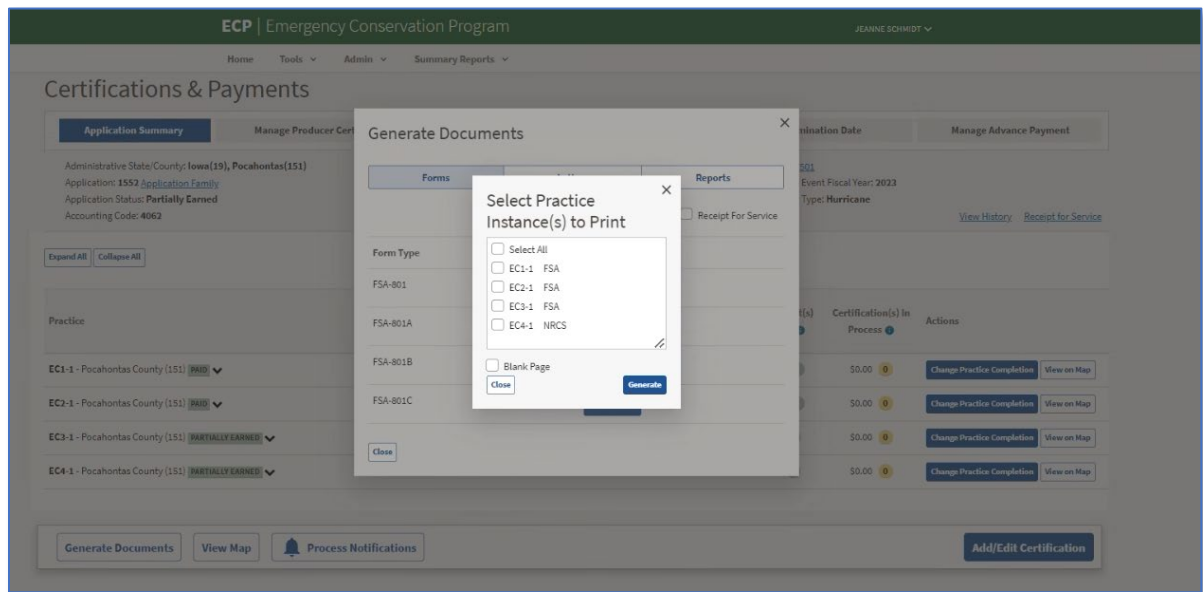 ECP | Emergency Conservation Program
JEANNE SCHMIDT
Home Tools Admin Summary Reports
Certifications & Payments
Application Summary
Manage Producer Cert
mination Date
Manage Advance Payment
Administrative State/County: Iowa(19), Pocahontas(151)
Application: 1552 Application Family
Application Status: Partially Earned
Accounting Code: 4062
501
Event Fiscal Year: 2023
Type: Hurricane
View History Receipt for Service
Expand All Collapse All
Practice
t(s)
Certification(s) In
Process
Actions
EC1-1 - Pocahontas County (151) PAID
$0.00 0 Change Practice Completion View on Map
EC2-1 - Pocahontas County (151) PAID
$0.00 0 Change Practice Completion View on Map
EC3-1 - Pocahontas County (151) PARTIALLY EARNED
$0.00 0 Change Practice Completion View on Map
EC4-1 - Pocahontas County (151) PARTIALLY EARNED
$0.00 0 Change Practice Completion View on Map
Generate Documents View Map Process Notifications Add/Edit Certification
Generate Documents
Forms
Reports
Receipt For Service
Form Type
FSA-801
FSA-801A
FSA-801B
FSA-801C
Close
Select Practice
Instance(s) to Print
Select All
EC1-1 FSA
EC2-1 FSA
EC3-1 FSA
EC4-1 NRCS
Blank Page
Close Generate